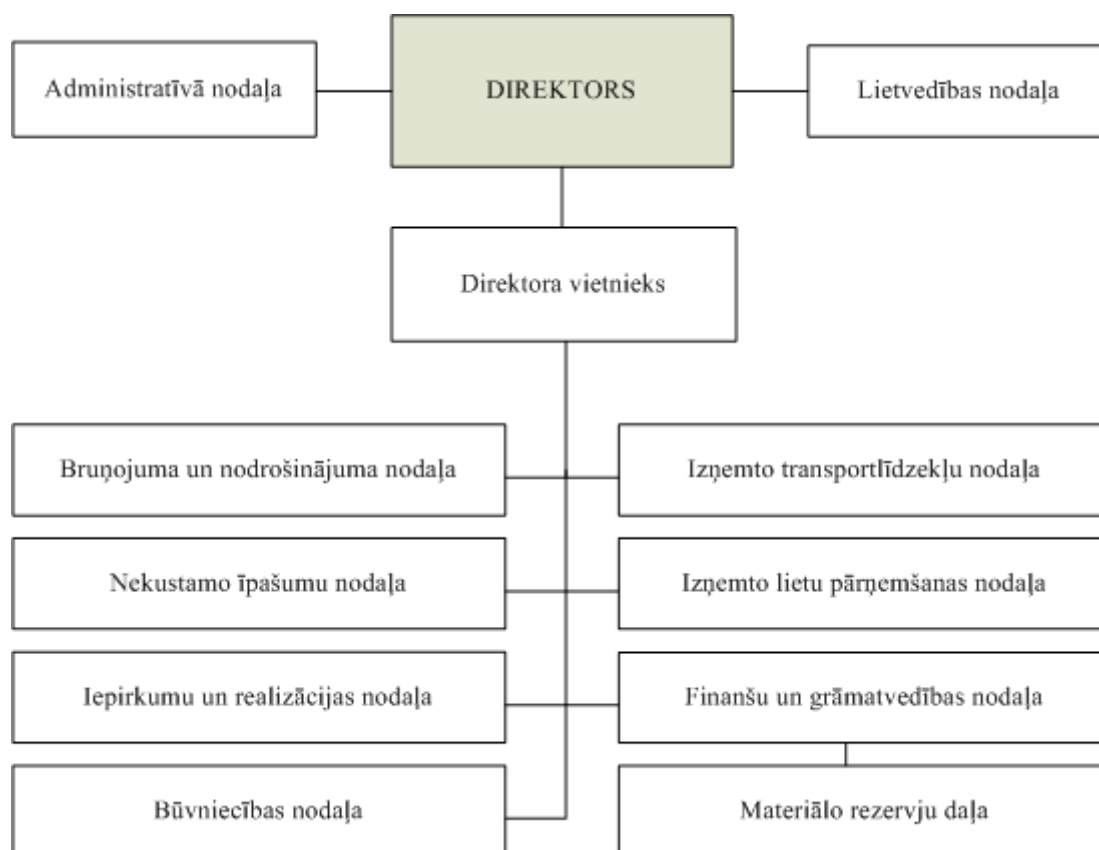 Administratīvā nodaļa
DIREKTORS
Lietvedības nodaļa
Direktora vietnieks
Bruņojuma un nodrošinājuma nodaļa
Izņemto transportlīdzekļu nodaļa
Nekustamo īpašumu nodaļa
Izņemto lietu pārņemšanas nodaļa
Iepirkumu un realizācijas nodaļa
Finanšu un grāmatvedības nodaļa
Būvniecības nodaļa
Materiālo rezervju daļa